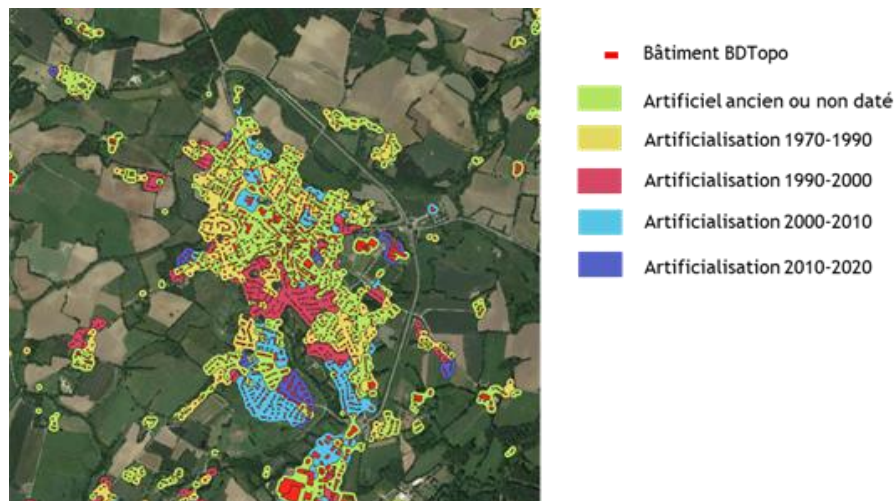 Bâtiment BDTopo
Artificiel ancien ou non daté
Artificialisation 1970-1990
Artificialisation 1990-2000
Artificialisation 2000-2010
Artificialisation 2010-2020